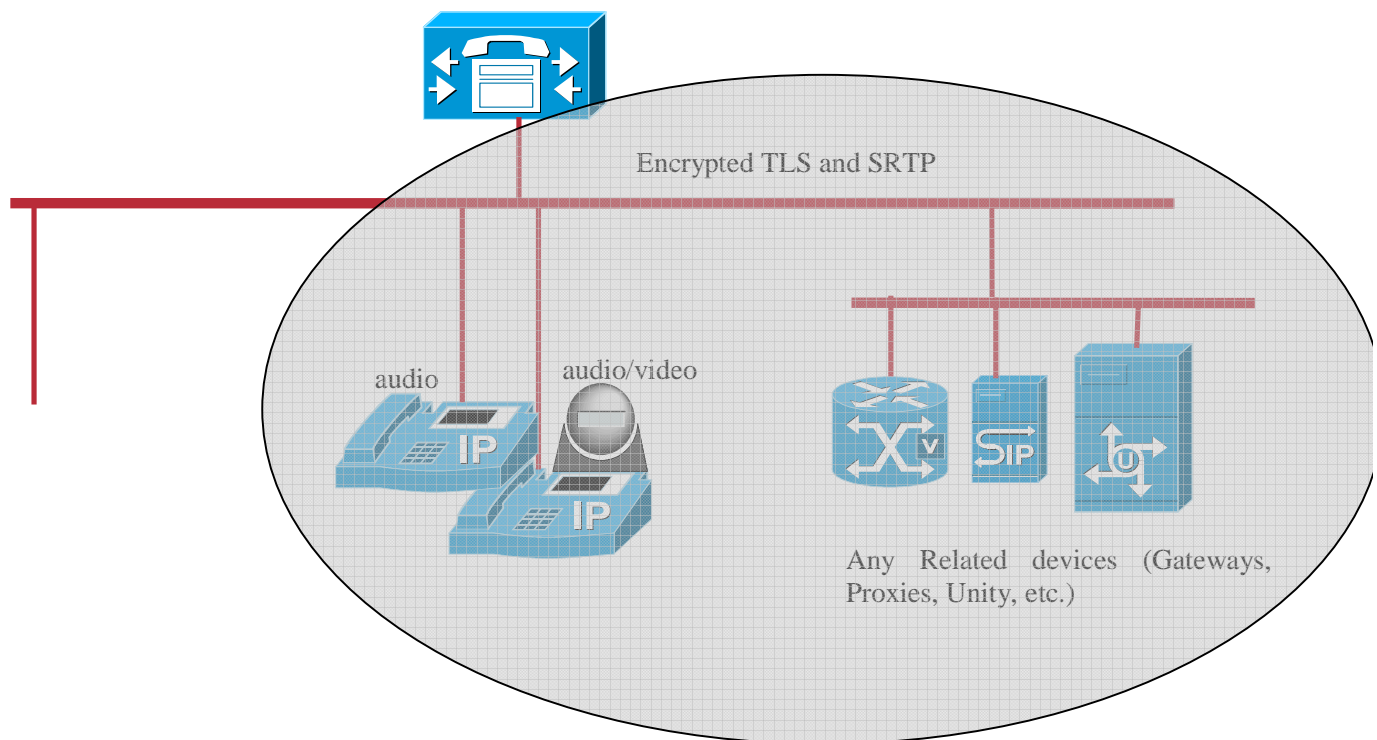 Encrypted TLS and SRTP
audio
audio/video
IP
IP
V
SIP
U
Any Related devices (Gateways,
Proxies, Unity, etc.)